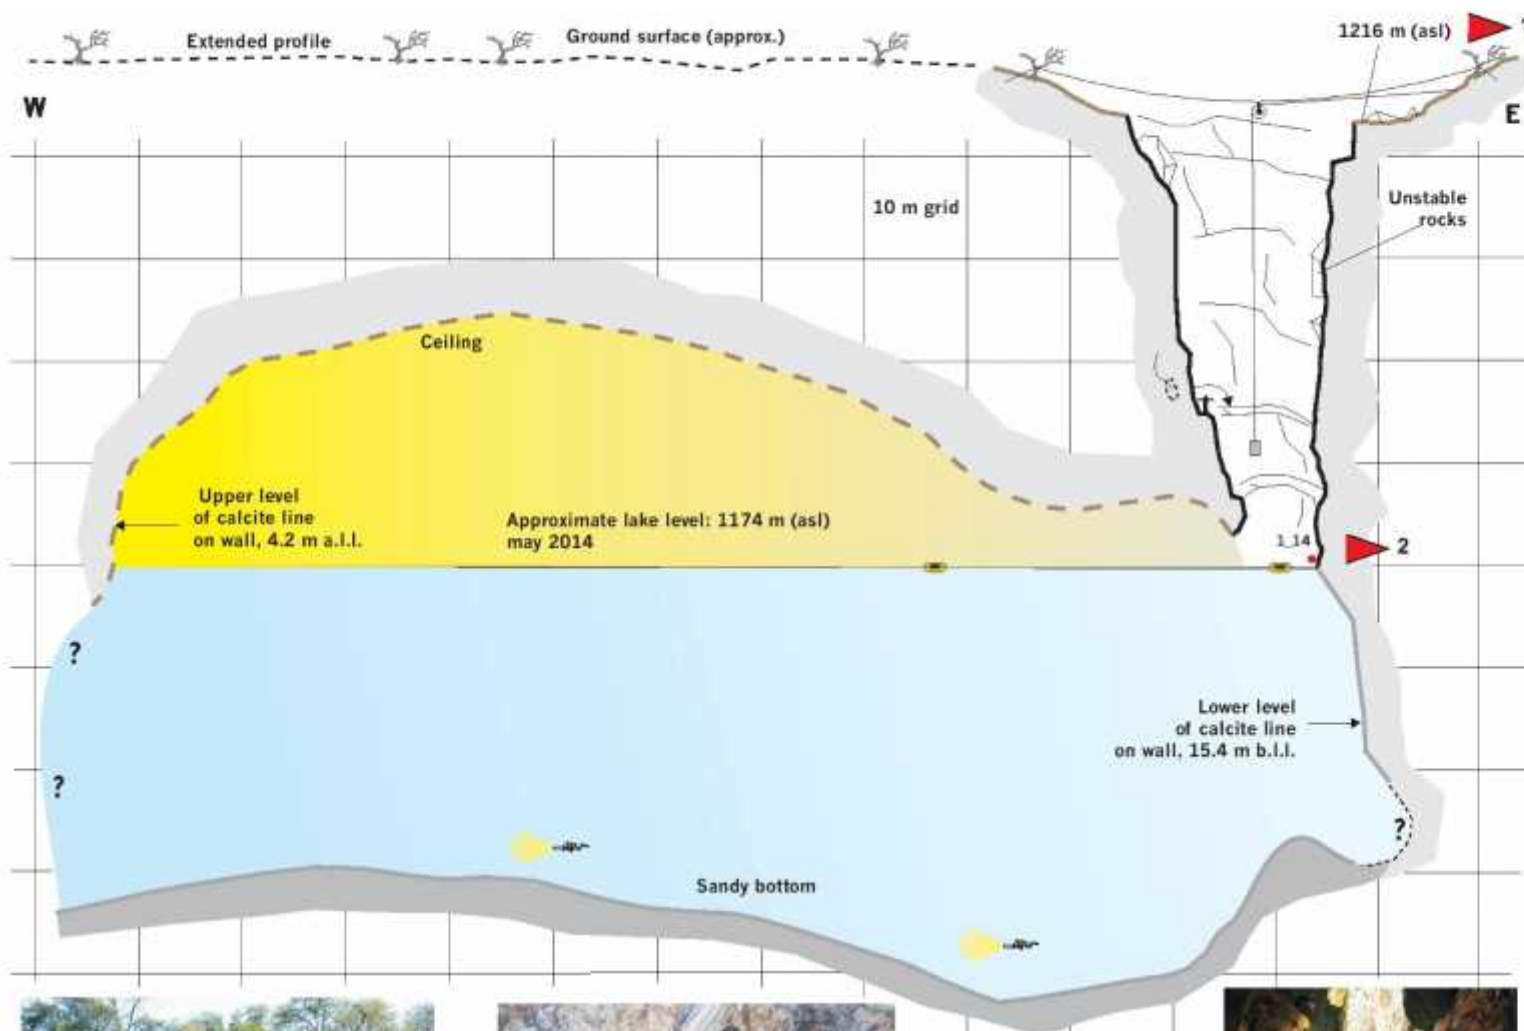 Extended profile
Ground surface (approx.)
1216 m (asl)
W
E
10 m grid
Unstable
rocks
Ceiling
Upper level
of calcite line
on wall, 4.2 m a.l.l.
Approximate lake level: 1174 m (asl)
may 2014
1_14
2
?
Lower level
of calcite line
on wall, 15.4 m b.l.l.
?
?
Sandy bottom